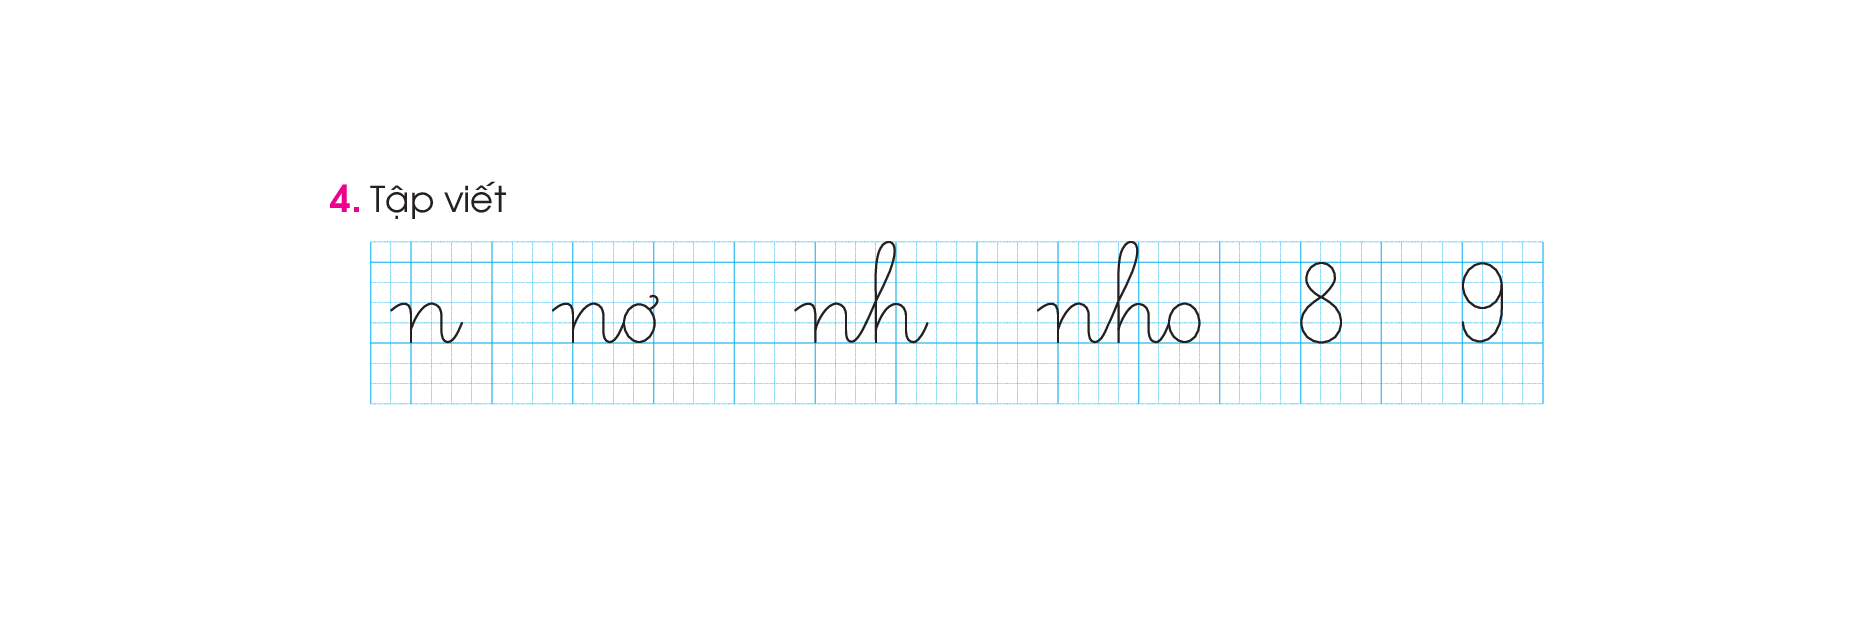 4. Tập viết
n nơ nh nho 8 9